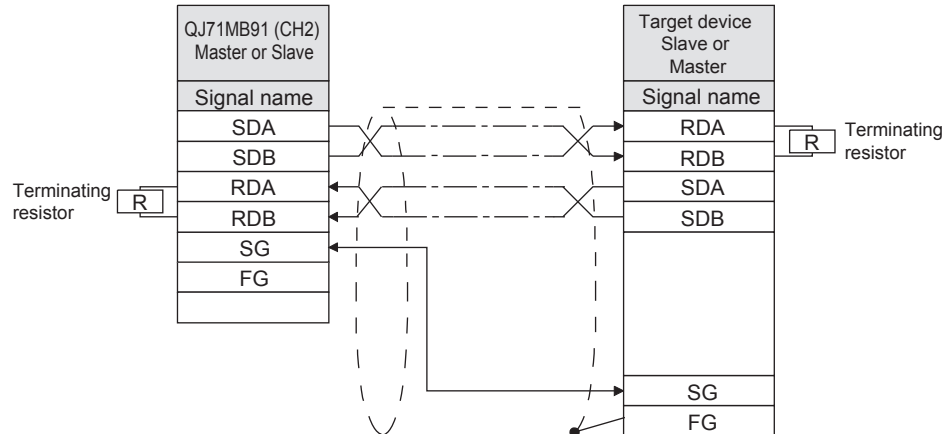 QJ71MB91 (CH2)
Master or Slave
Signal name
SDA
SDB
RDA
RDB
SG
FG
Terminating
resistor
R
Target device
Slave or
Master
Signal name
RDA
RDB
SDA
SDB
SG
FG
R
Terminating
resistor